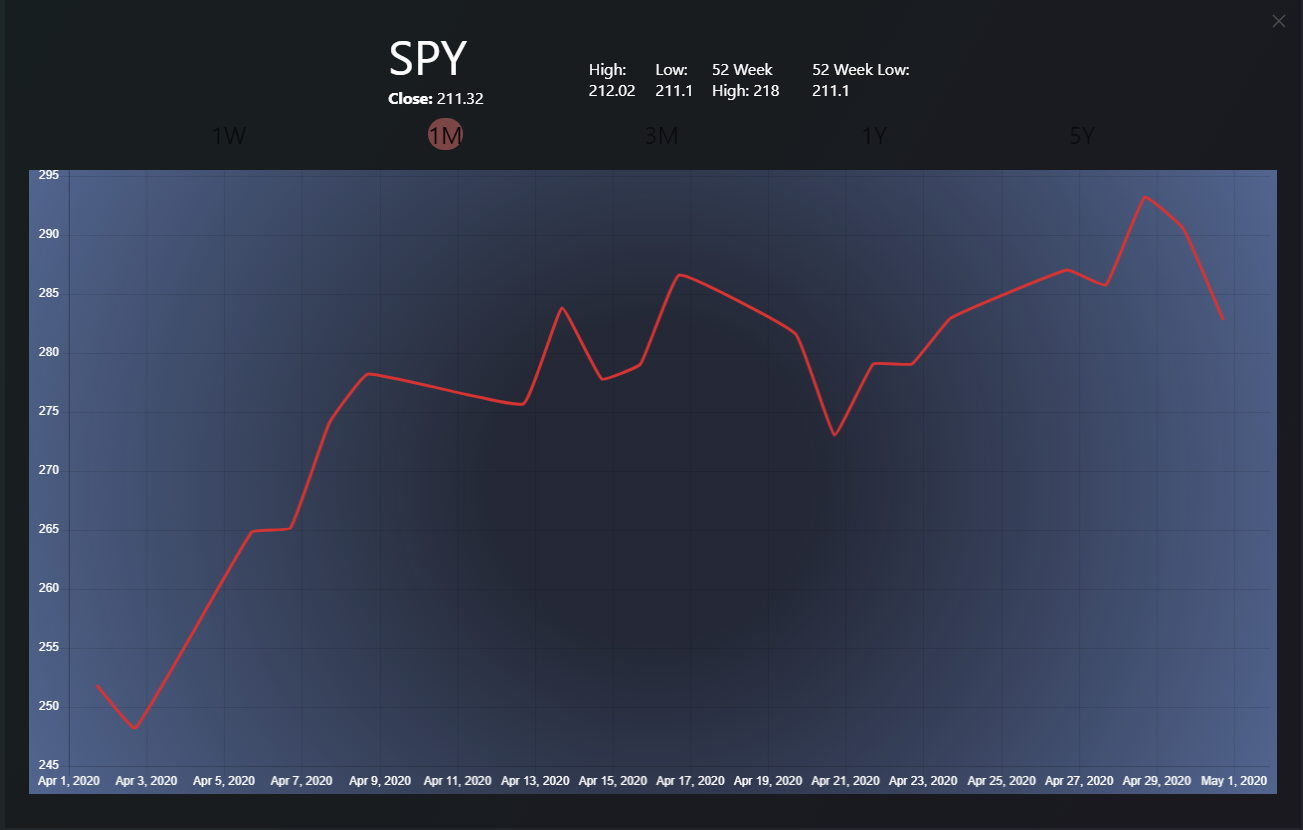 SPY
Close: 211.32
High:
212.02
Low:
211.1
52 Week
High: 218
52 Week Low:
211.1
1W
1M
3M
1Y
5Y
295
290
285
280
275
270
265
260
255
250
245
Apr 1, 2020
Apr 3, 2020
Apr 5, 2020
Apr 7, 2020
Apr 9, 2020
Apr 11, 2020
Apr 13, 2020
Apr 15, 2020
Apr 17, 2020
Apr 19, 2020
Apr 21, 2020
Apr 23, 2020
Apr 25, 2020
Apr 27, 2020
Apr 29, 2020
May 1, 2020